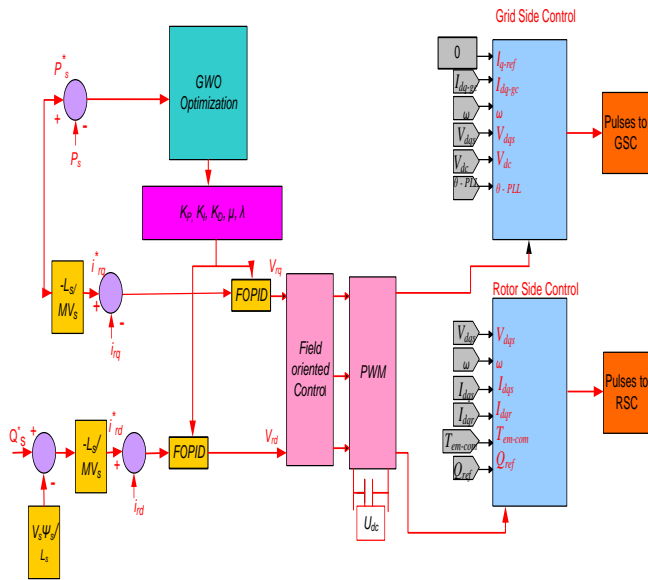 Grid Side Control
P*s
+
-
Ps
GWO
Optimization
KP, KI, KD, μ, λ
0
Idq-gc
ω
Vdqs
Vdc
θ - PLL
Iq-ref
Idq-gc
ω
Vdqs
Vdc
θ - PLL
Pulses to
GSC
-Ls/
MVs
i*rq
+
-
irq
FOPID
Vrq
Field
oriented
Control
PWM
Rotor Side Control
Vdqs
ω
Idqs
Idqr
Tem-com
Qref
Vdqs
ω
Idqs
Idqr
Tem-com
Qref
Pulses to
RSC
Q*s
+
-
-Ls/
MVs
i*rd
+
-
ird
FOPID
Vrd
VsΨs/
Ls
Udc